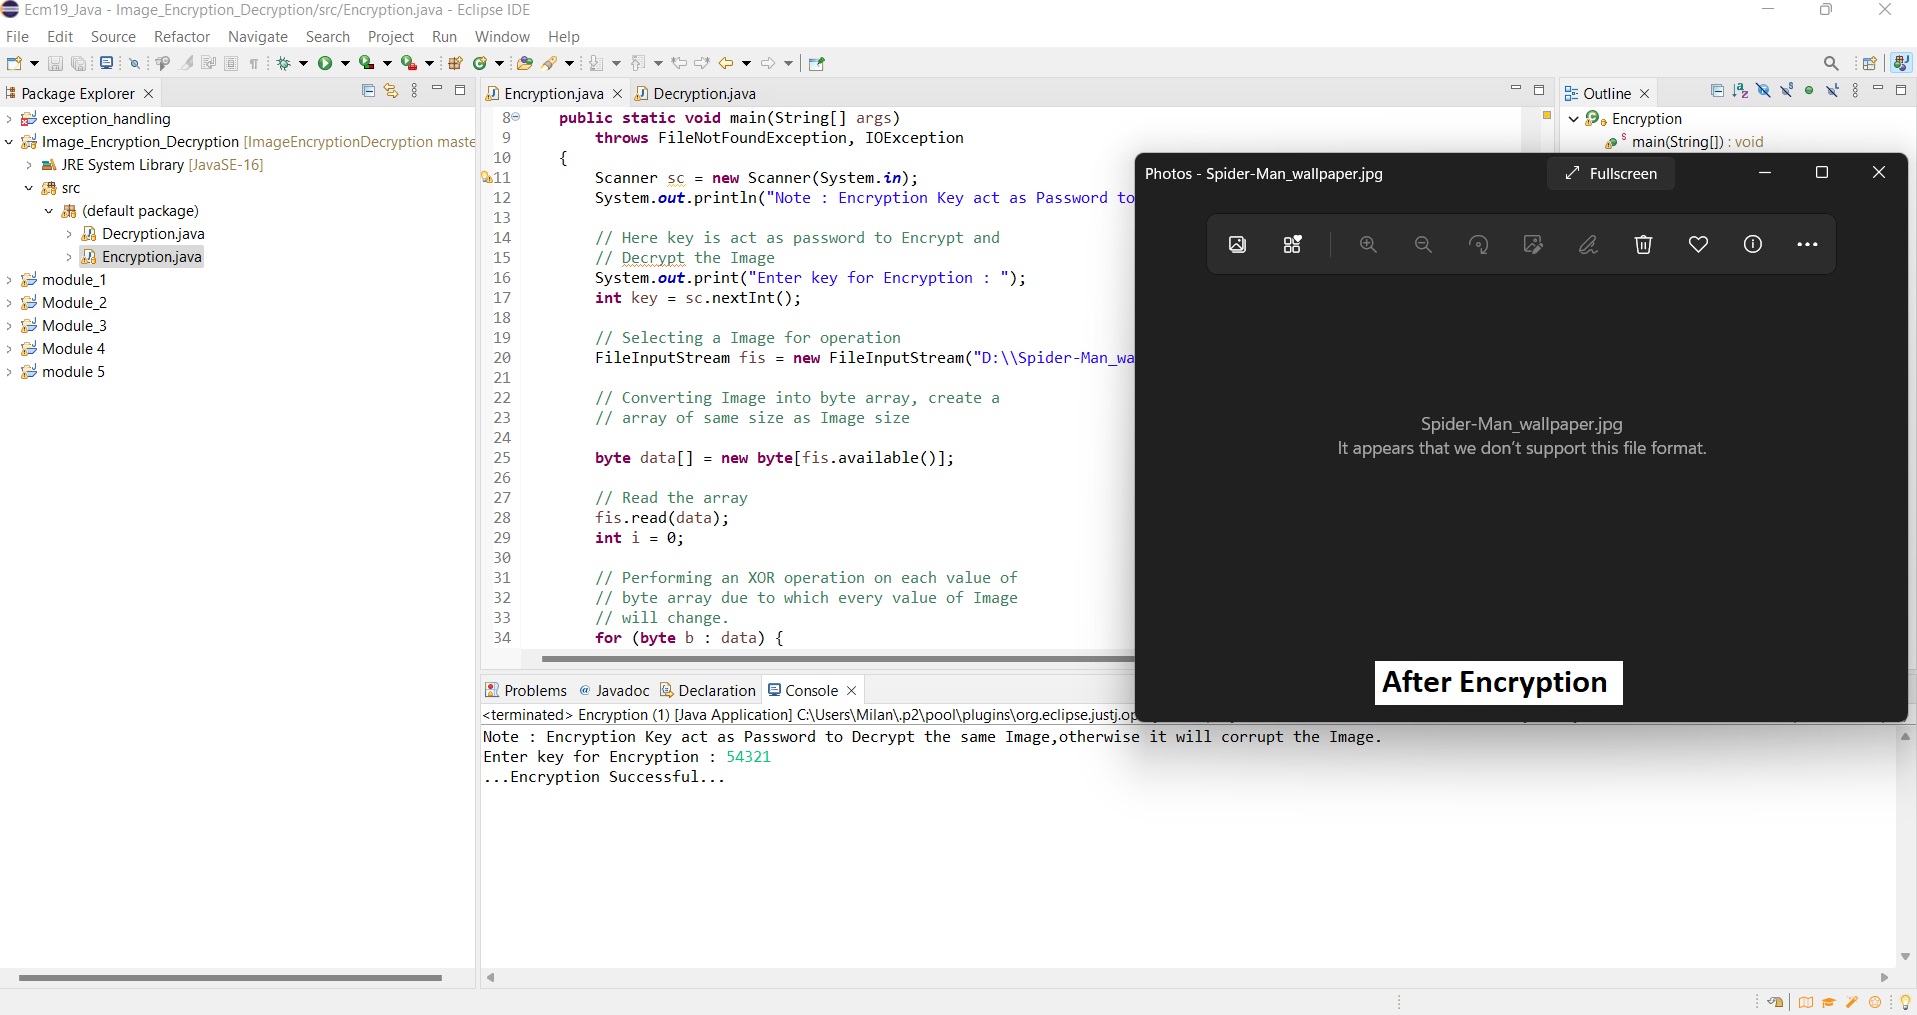 Ecm19_Java - Image_Encryption_Decryption/src/Encryption.java - Eclipse IDE
File Edit Source Refactor Navigate Search Project Run Window Help
Package Explorer
exception_handling
Image_Encryption_Decryption [ImageEncryptionDecryption maste
JRE System Library [JavaSE-16]
src
(default package)
Decryption.java
Encryption.java
module_1
Module_2
Module_3
Module 4
module 5
Encryption.java Decryption.java
8 public static void main(String[] args)
9 throws FileNotFoundException, IOException
10 {
11 Scanner sc = new Scanner(System.in);
12 System.out.println("Note : Encryption Key act as Password to
13
14 // Here key is act as password to Encrypt and
15 // Decrypt the Image
16 System.out.print("Enter key for Encryption : ");
17 int key = sc.nextInt();
18
19 // Selecting a Image for operation
20 FileInputStream fis = new FileInputStream("D:\\Spider-Man_wa
21
22 // Converting Image into byte array, create a
23 // array of same size as Image size
24
25 byte data[] = new byte[fis.available()];
26
27 // Read the array
28 fis.read(data);
29 int i = 0;
30
31 // Performing an XOR operation on each value of
32 // byte array due to which every value of Image
33 // will change.
34 for (byte b : data) {
Outline
Encryption
main(String[]) : void
Photos - Spider-Man_wallpaper.jpg Fullscreen
Spider-Man_wallpaper.jpg
It appears that we don't support this file format.
After Encryption
Problems Javadoc Declaration Console
<terminated> Encryption (1) [Java Application] C:\Users\Milan\.p2\pool\plugins\org.eclipse.justj.op
Note : Encryption Key act as Password to Decrypt the same Image,otherwise it will corrupt the Image.
Enter key for Encryption : 54321
...Encryption Successful...